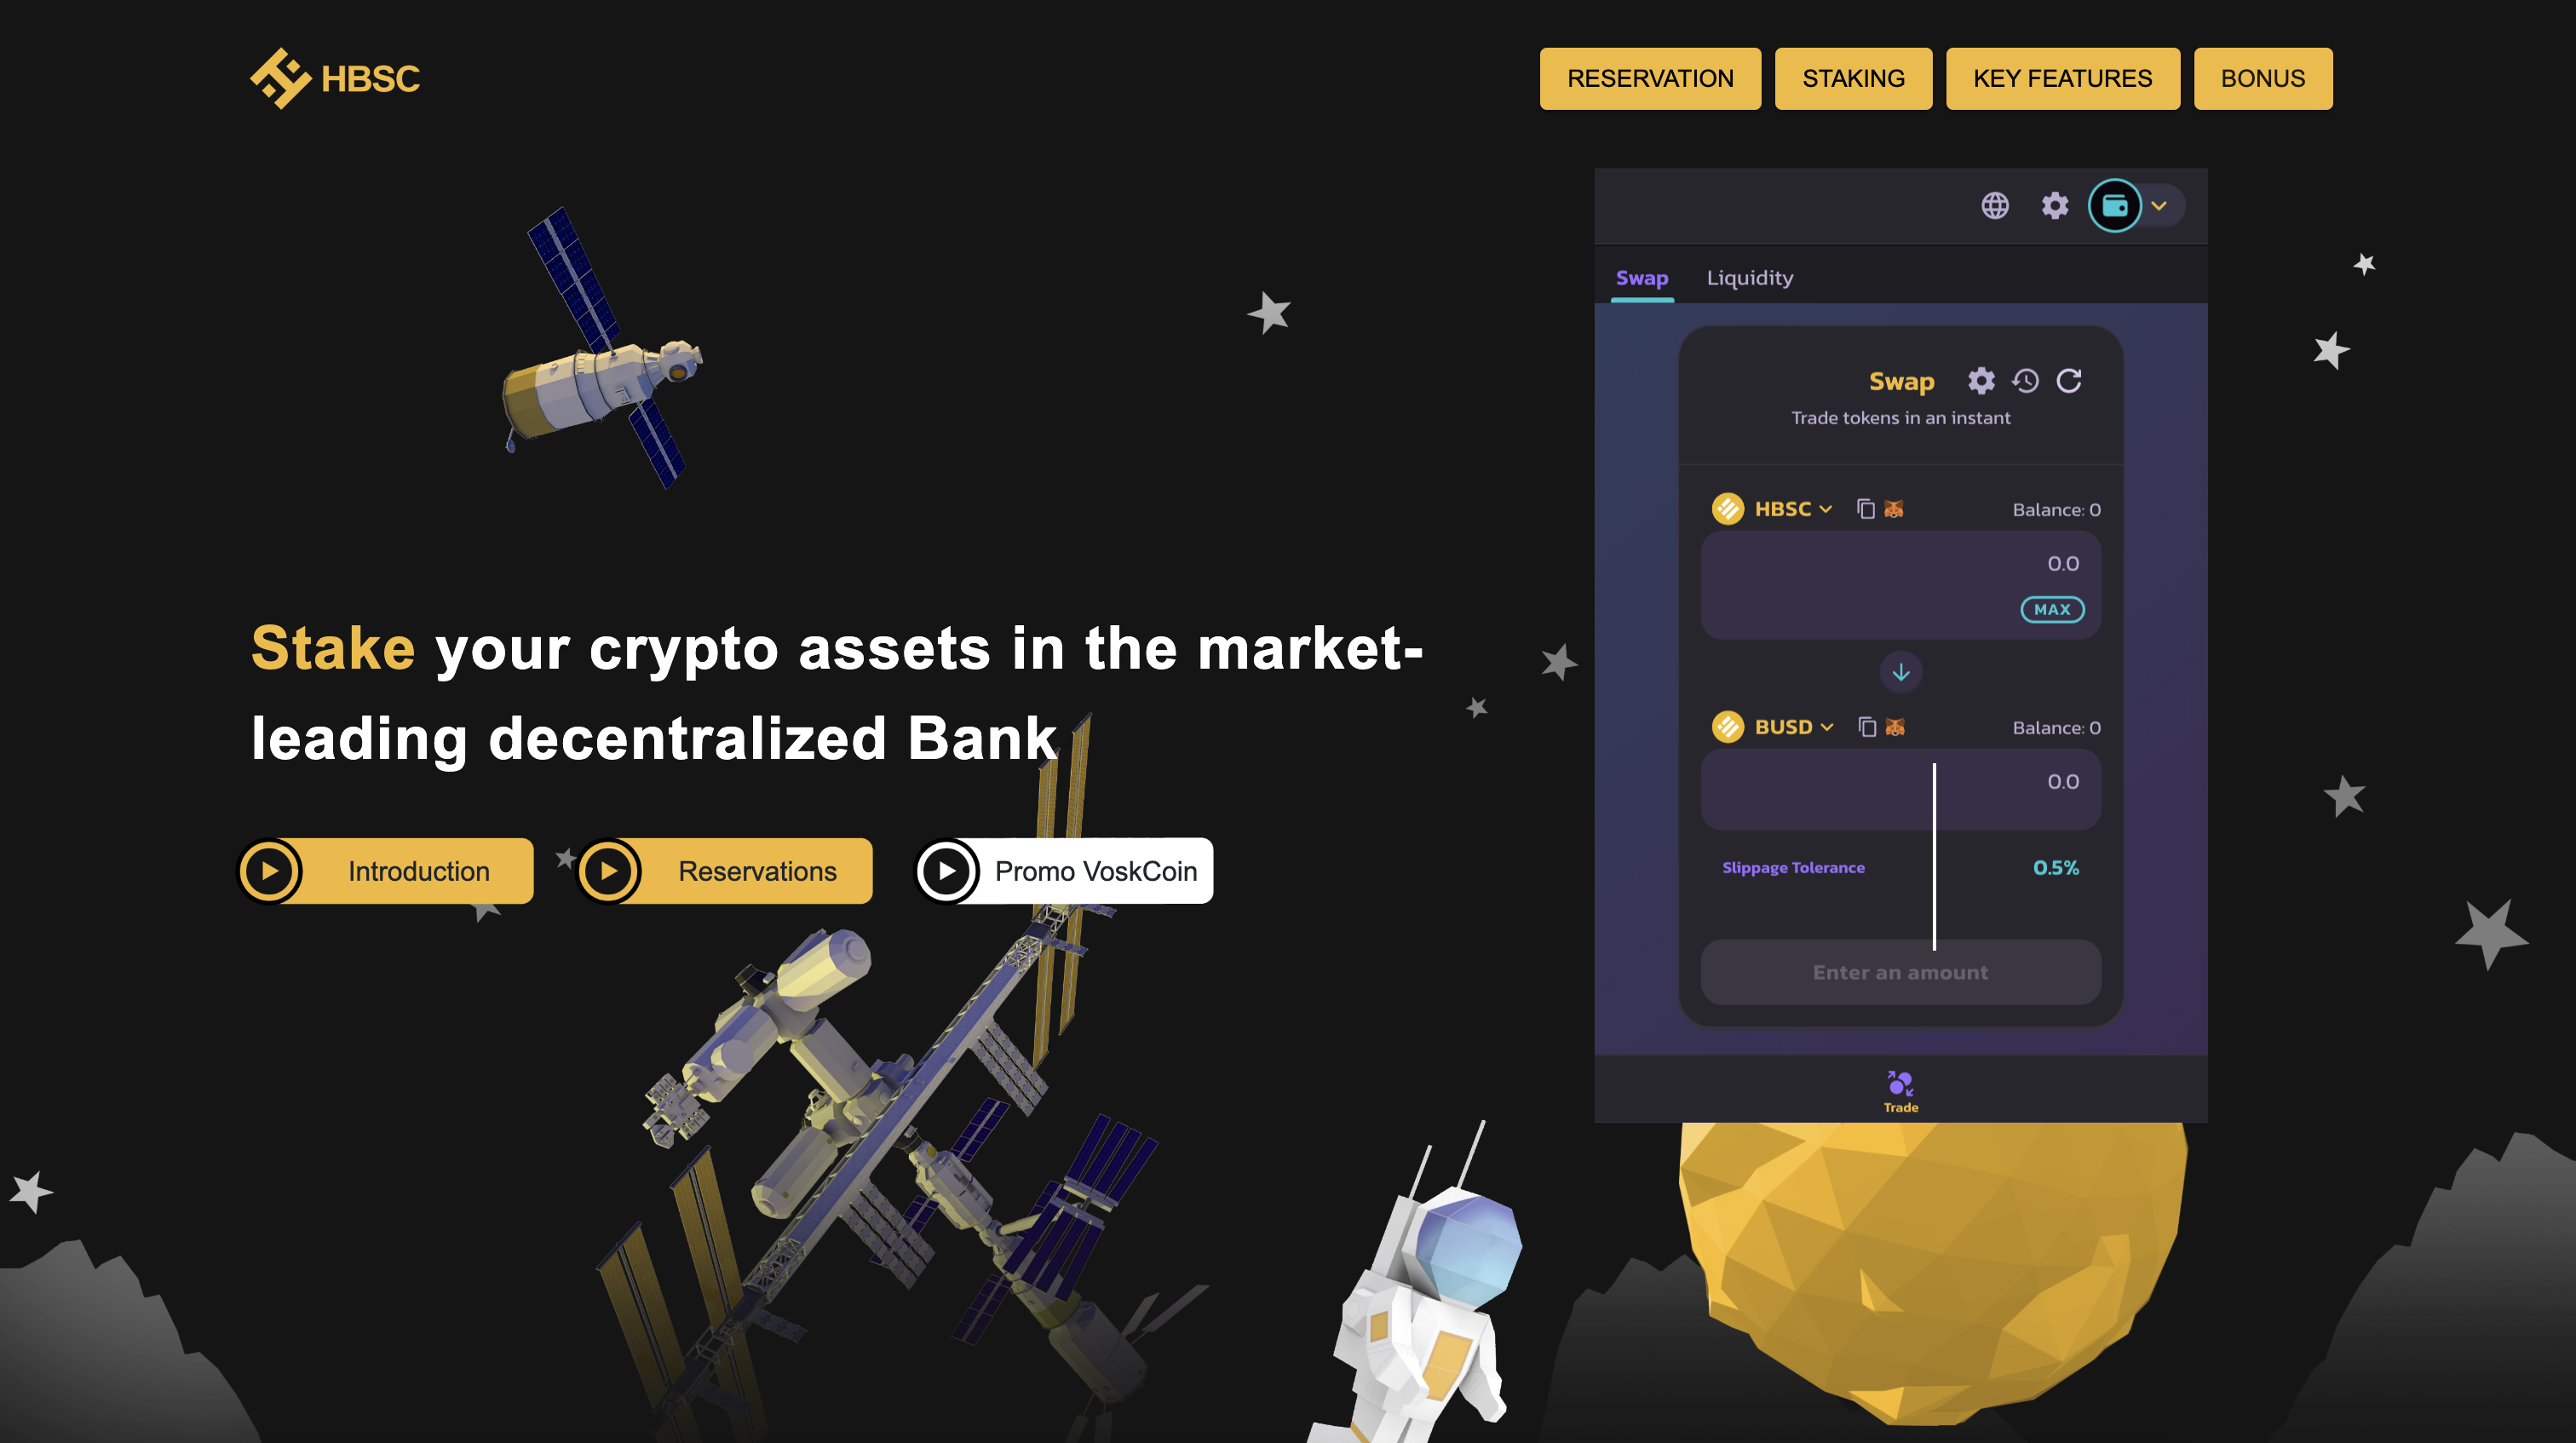 HBSC
RESERVATION
STAKING
KEY FEATURES
BONUS
Swap
Liquidity
Swap
Trade tokens in an instant
HBSC
Balance: 0
0.0
MAX
BUSD
Balance: 0
0.0
Slippage Tolerance
0.5%
Enter an amount
Trade
Stake your crypto assets in the market-
leading decentralized Bank
Introduction
Reservations
Promo VoskCoin